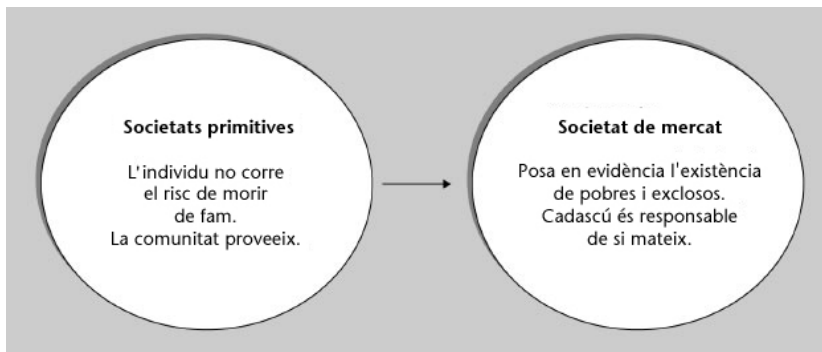 Societats primitives
L'individu no corre
el risc de morir
de fam.
La comunitat proveeix.
Societat de mercat
Posa en evidència l'existència
de pobres i exclosos.
Cadascú és responsable
de si mateix.